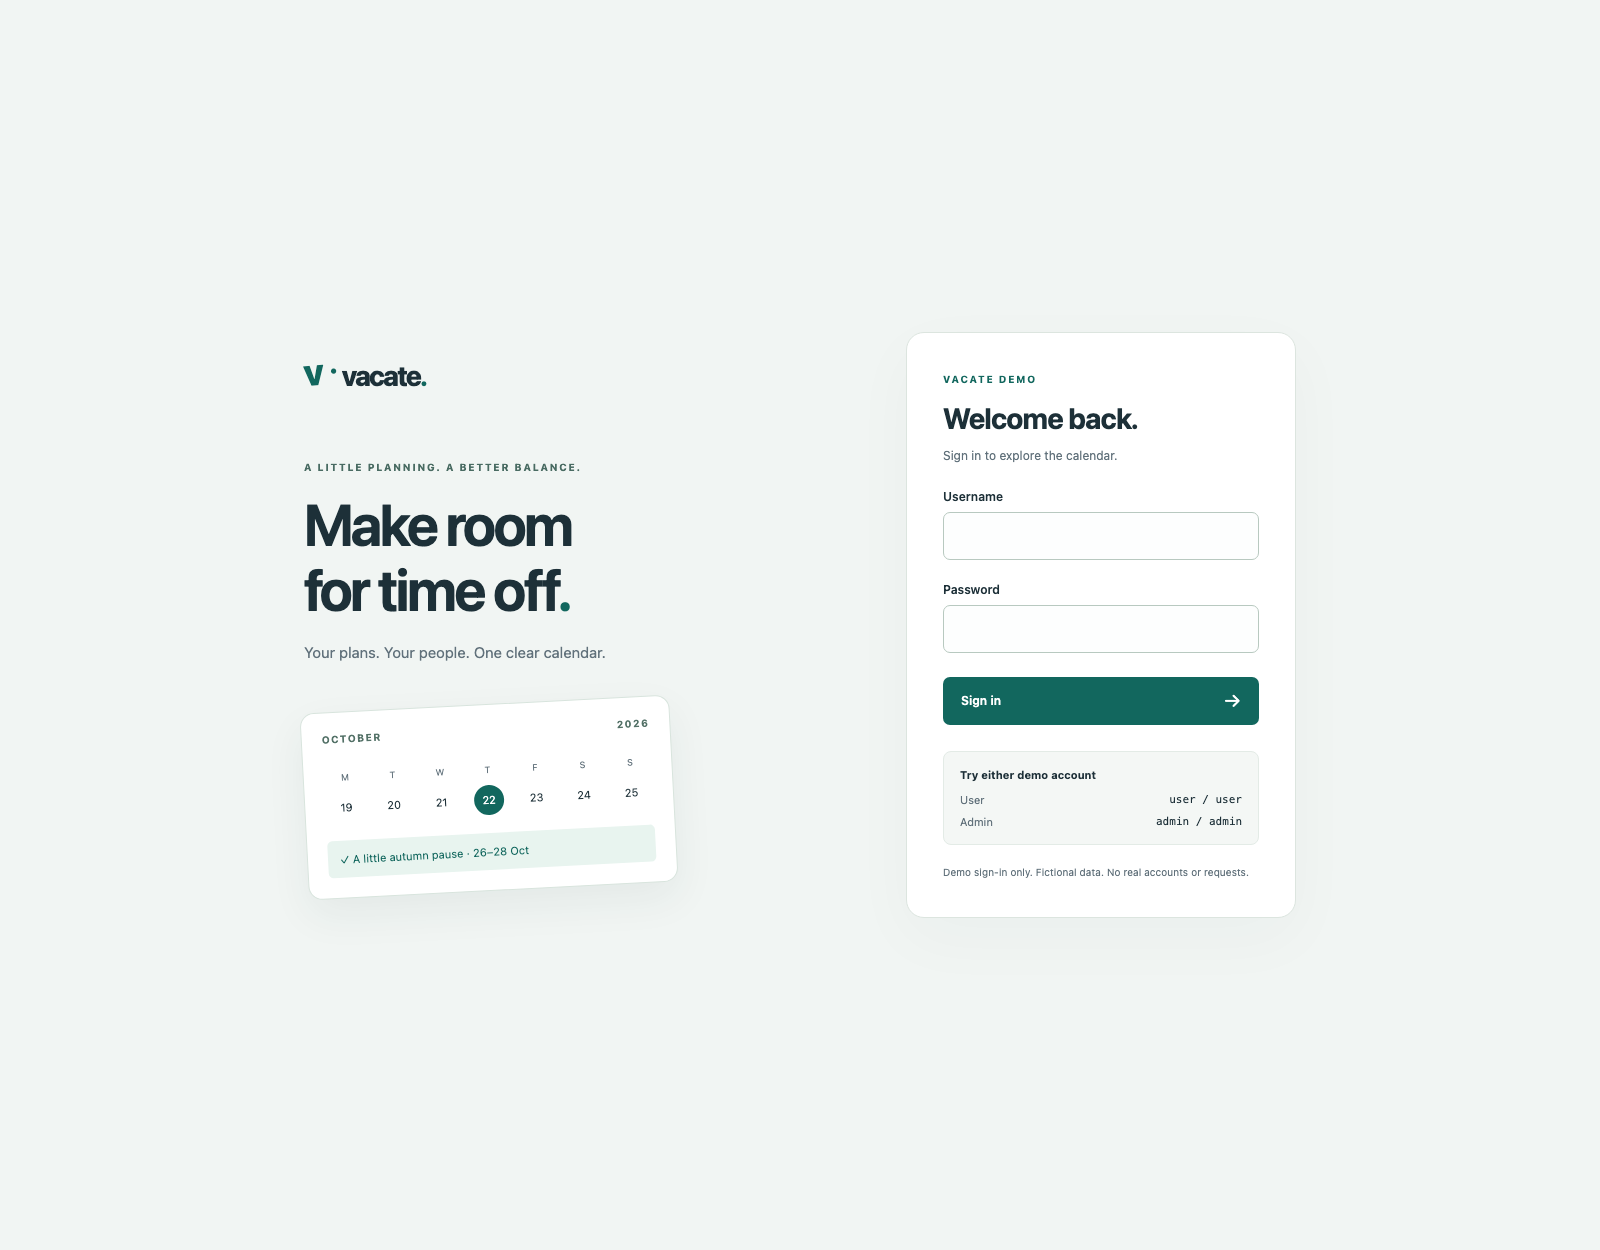 vacate.
A LITTLE PLANNING. A BETTER BALANCE.
Make room
for time off.
Your plans. Your people. One clear calendar.
OCTOBER 2026
M T W T F S S
19 20 21 22 23 24 25
✓ A little autumn pause · 26–28 Oct
VACATE DEMO
Welcome back.
Sign in to explore the calendar.
Username
Password
Sign in →
Try either demo account
User user / user
Admin admin / admin
Demo sign-in only. Fictional data. No real accounts or requests.